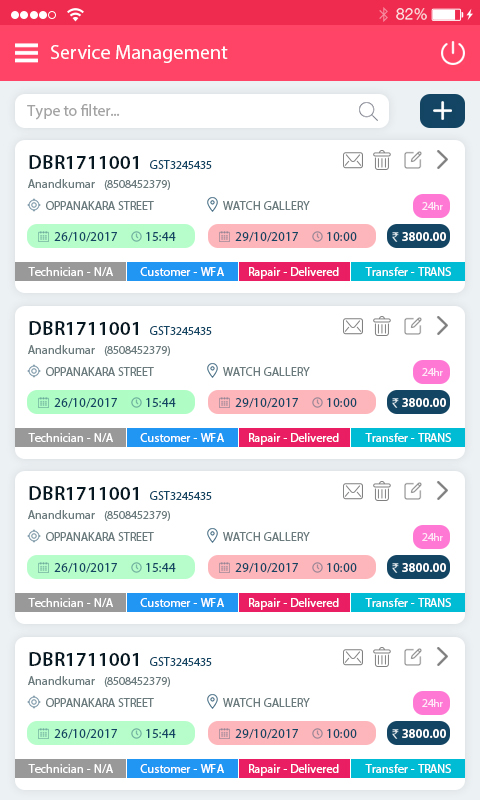 82%
Service Management
Type to filter...
DBR1711001 GST3245435
Anandkumar (8508452379)
OPPANAKARA STREET WATCH GALLERY 24hr
26/10/2017 15:44 29/10/2017 10:00 ₹ 3800.00
Technician - N/A Customer - WFA Rapair - Delivered Transfer - TRANS
DBR1711001 GST3245435
Anandkumar (8508452379)
OPPANAKARA STREET WATCH GALLERY 24hr
26/10/2017 15:44 29/10/2017 10:00 ₹ 3800.00
Technician - N/A Customer - WFA Rapair - Delivered Transfer - TRANS
DBR1711001 GST3245435
Anandkumar (8508452379)
OPPANAKARA STREET WATCH GALLERY 24hr
26/10/2017 15:44 29/10/2017 10:00 ₹ 3800.00
Technician - N/A Customer - WFA Rapair - Delivered Transfer - TRANS
DBR1711001 GST3245435
Anandkumar (8508452379)
OPPANAKARA STREET WATCH GALLERY 24hr
26/10/2017 15:44 29/10/2017 10:00 ₹ 3800.00
Technician - N/A Customer - WFA Rapair - Delivered Transfer - TRANS